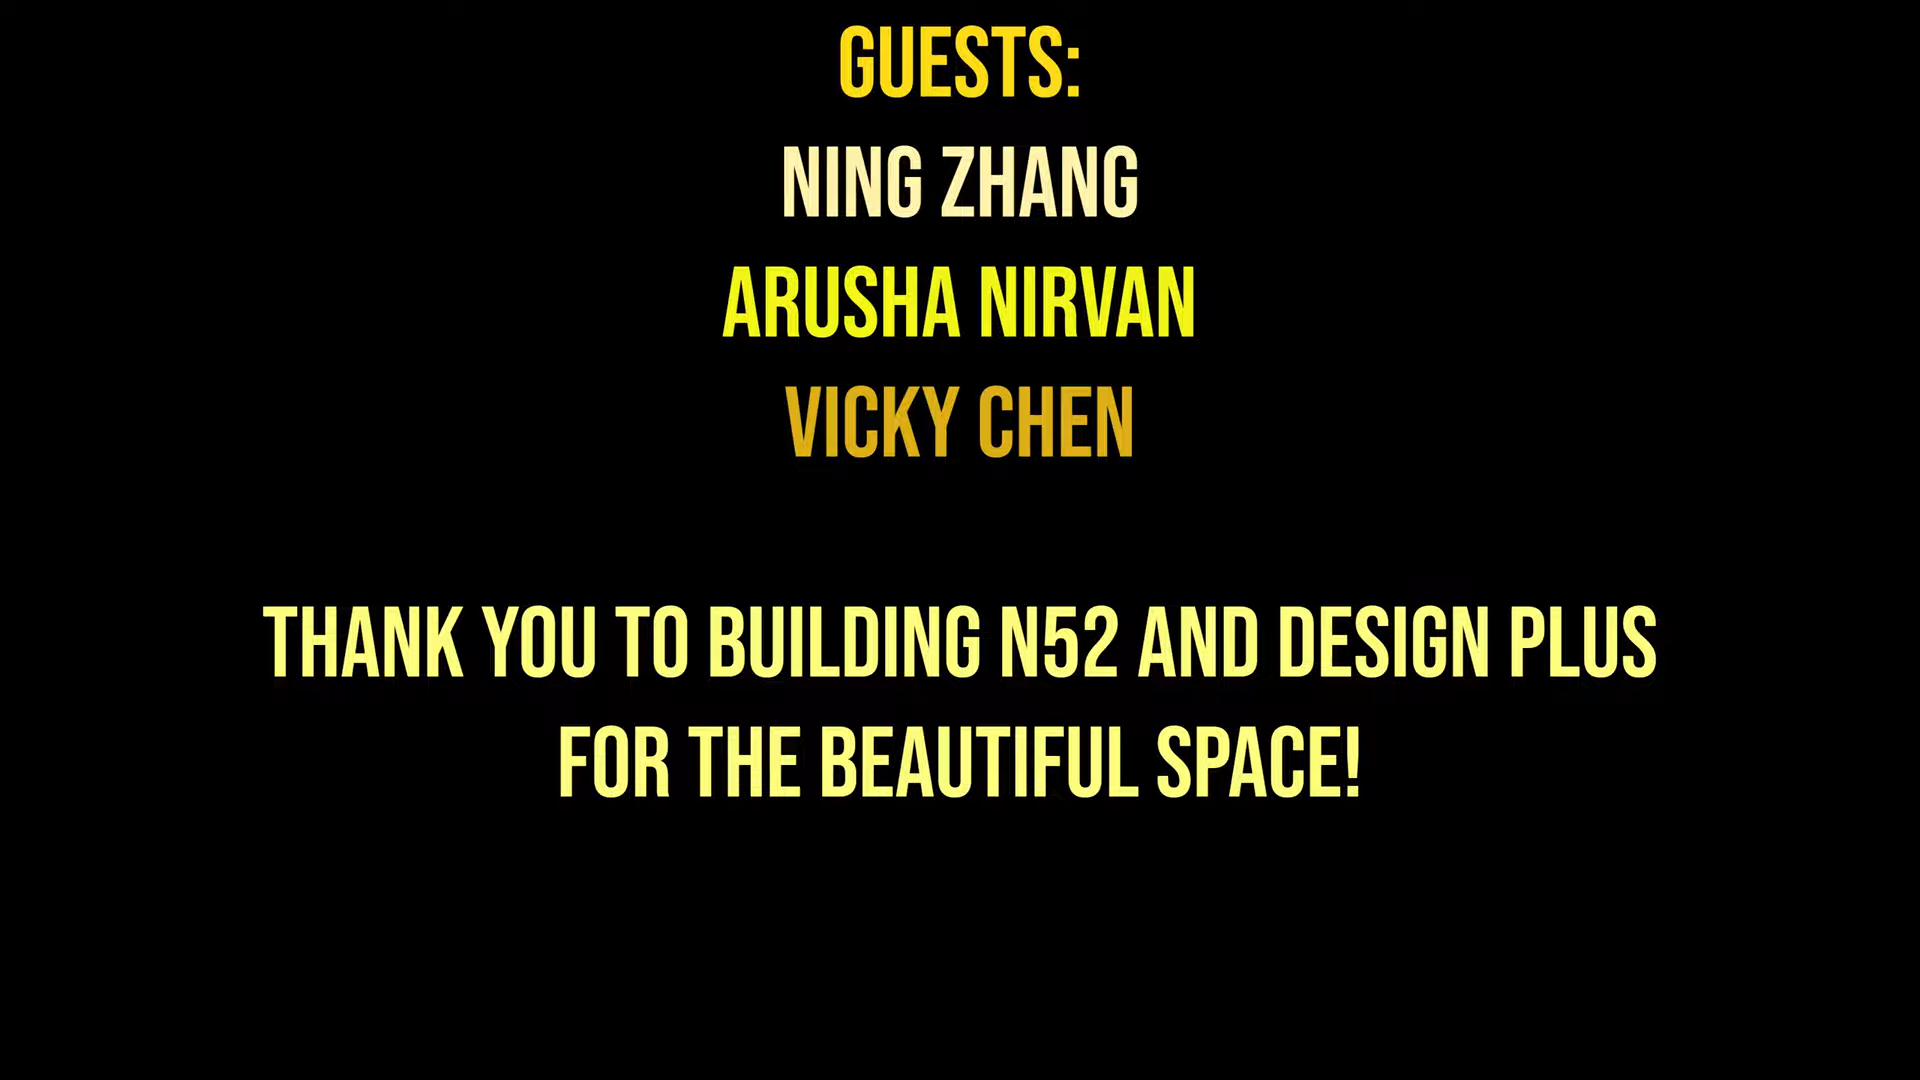 GUESTS:
NING ZHANG
ARUSHA NIRVAN
VICKY CHEN
THANK YOU TO BUILDING N52 AND DESIGN PLUS
FOR THE BEAUTIFUL SPACE!